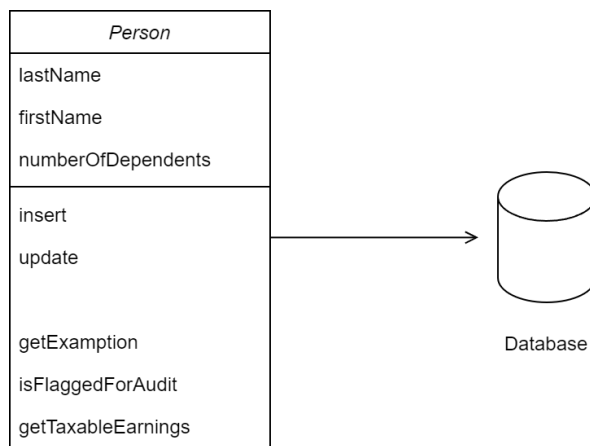 Person
lastName
firstName
numberOfDependents
insert
update
getExamption
isFlaggedForAudit
getTaxableEarnings
Database